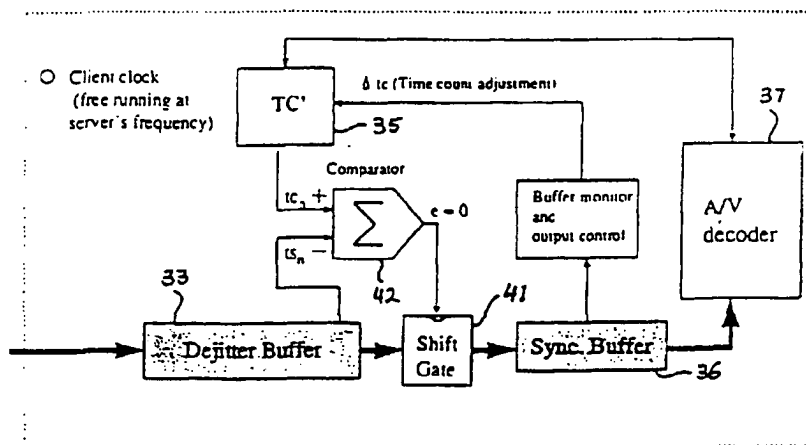 Client clock
(free running at
server's frequency)
TC'
35
Δ tc (Time count adjustment)
37
Comparator
tc +
ts_n −
Σ
e = 0
42
Buffer monitor
and
output control
A/V
decoder
33
Dejitter Buffer
41
Shift
Gate
Sync. Buffer
36